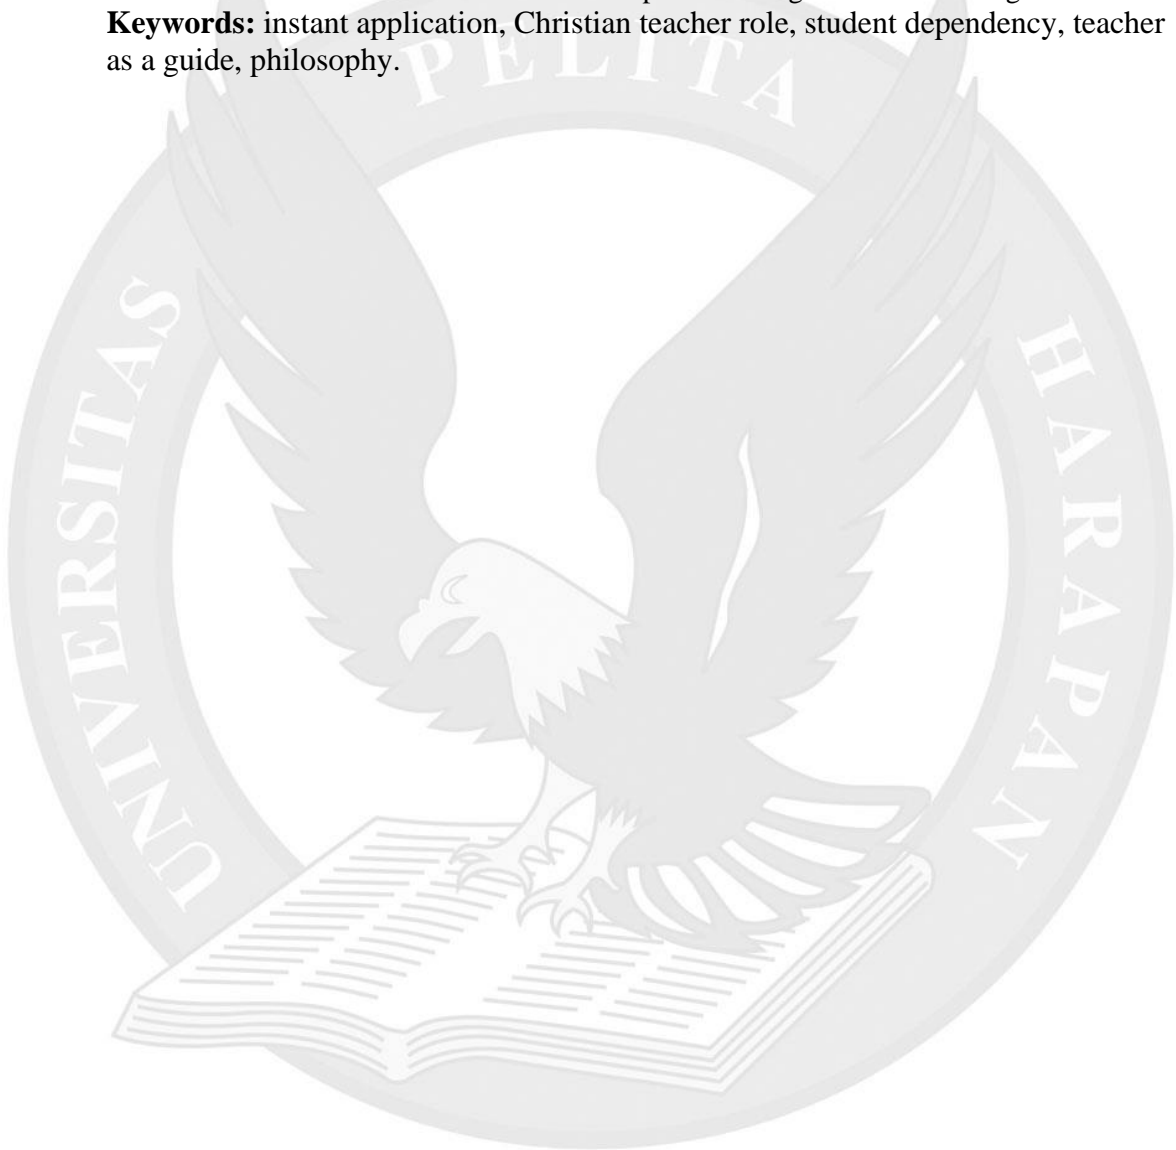 Keywords: instant application, Christian teacher role, student dependency, teacher
as a guide, philosophy.
UNIVERSITAS PELITA HARAPAN